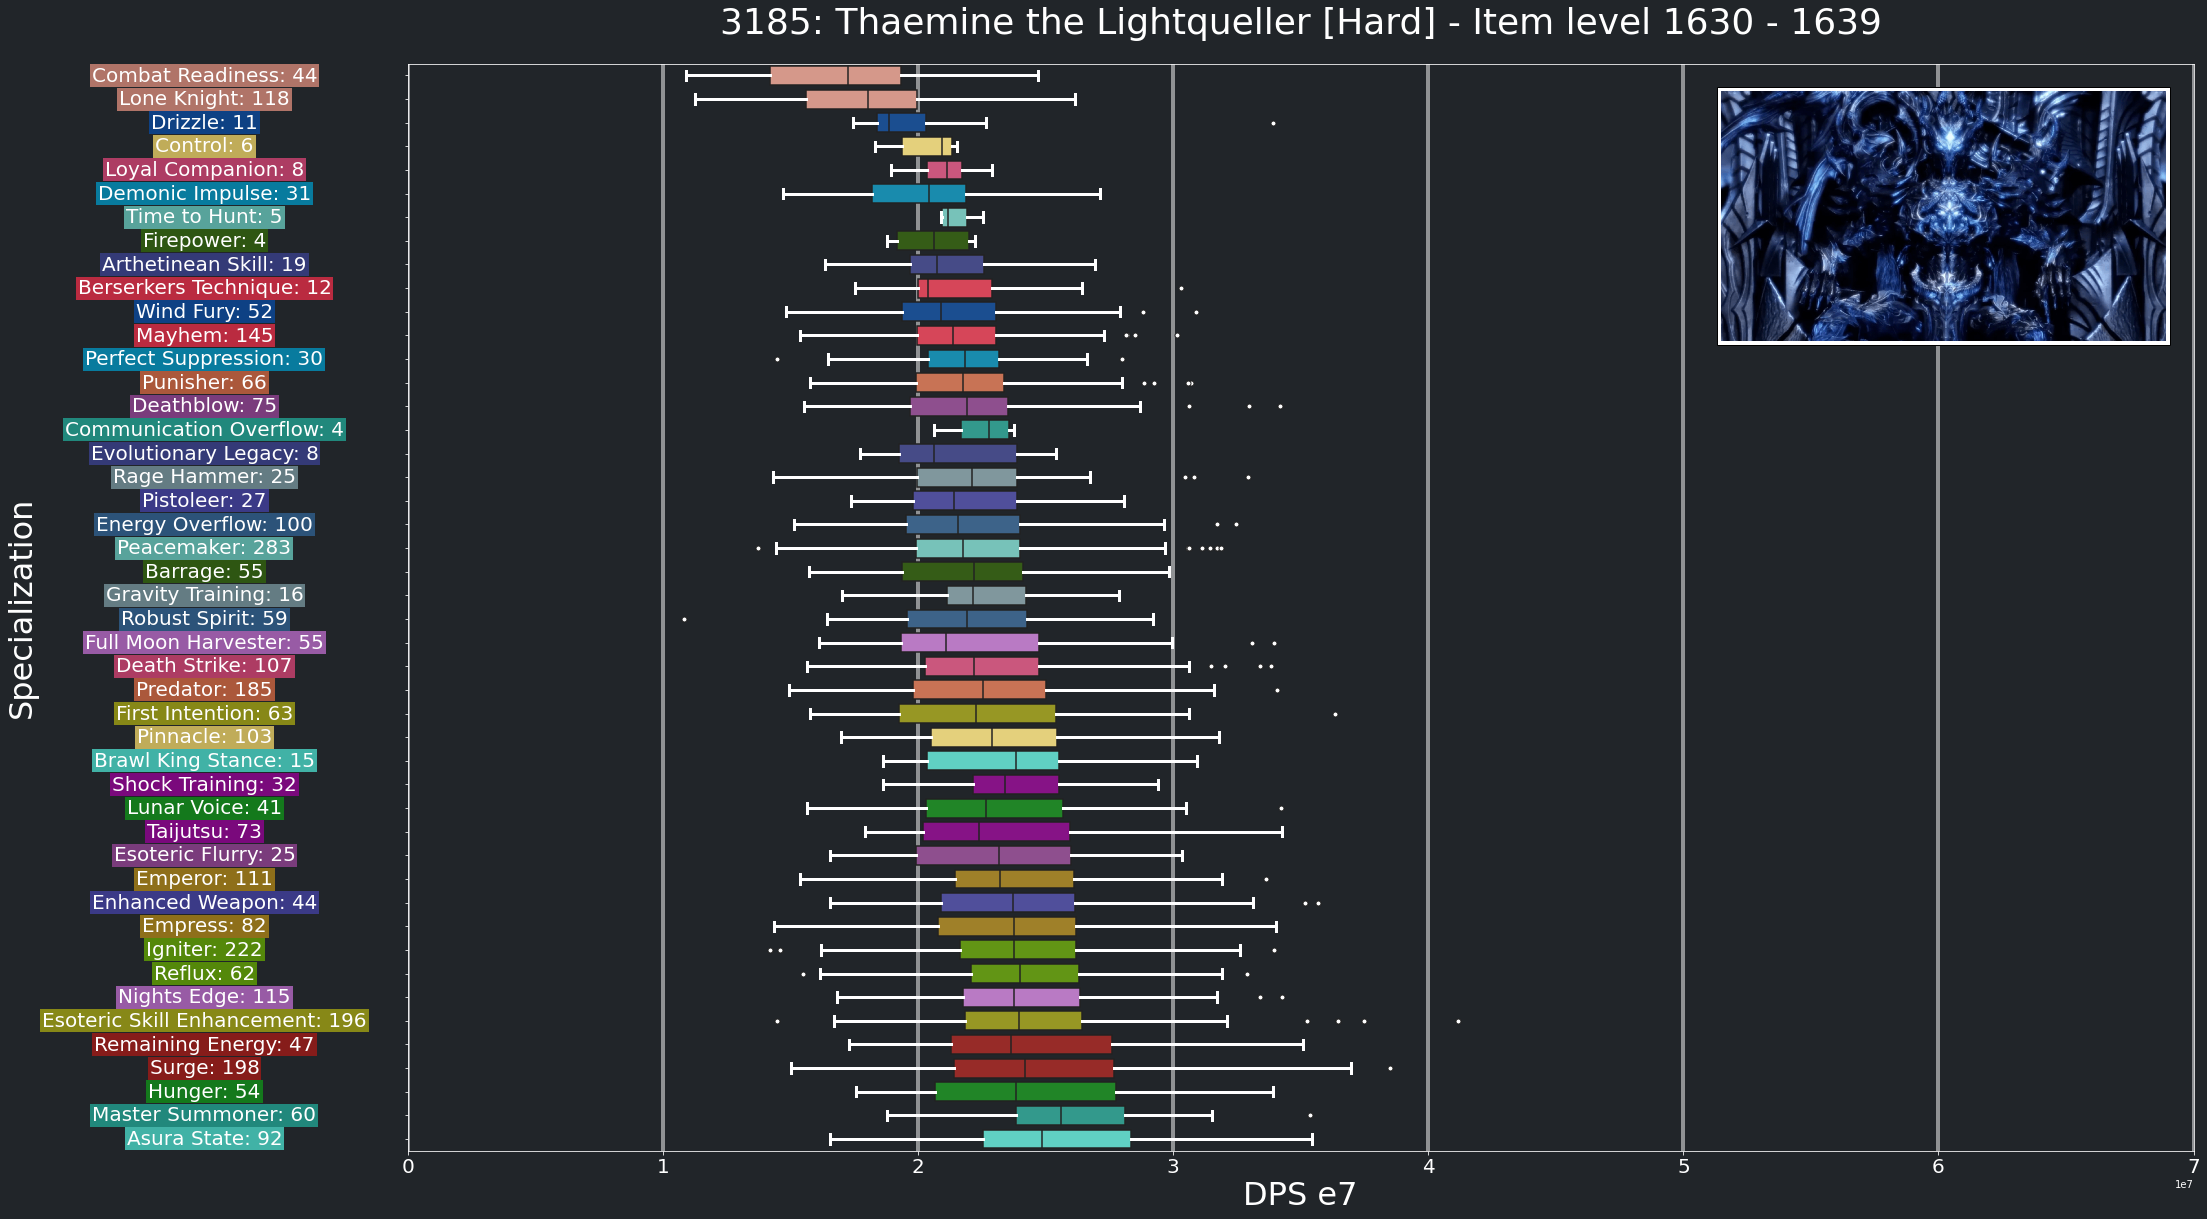 3185: Thaemine the Lightqueller [Hard] - Item level 1630 - 1639
Specialization
Combat Readiness: 44
Lone Knight: 118
Drizzle: 11
Control: 6
Loyal Companion: 8
Demonic Impulse: 31
Time to Hunt: 5
Firepower: 4
Arthetinean Skill: 19
Berserkers Technique: 12
Wind Fury: 52
Mayhem: 145
Perfect Suppression: 30
Punisher: 66
Deathblow: 75
Communication Overflow: 4
Evolutionary Legacy: 8
Rage Hammer: 25
Pistoleer: 27
Energy Overflow: 100
Peacemaker: 283
Barrage: 55
Gravity Training: 16
Robust Spirit: 59
Full Moon Harvester: 55
Death Strike: 107
Predator: 185
First Intention: 63
Pinnacle: 103
Brawl King Stance: 15
Shock Training: 32
Lunar Voice: 41
Taijutsu: 73
Esoteric Flurry: 25
Emperor: 111
Enhanced Weapon: 44
Empress: 82
Igniter: 222
Reflux: 62
Nights Edge: 115
Esoteric Skill Enhancement: 196
Remaining Energy: 47
Surge: 198
Hunger: 54
Master Summoner: 60
Asura State: 92
0 1 2 3 4 5 6 7
1e7
DPS e7